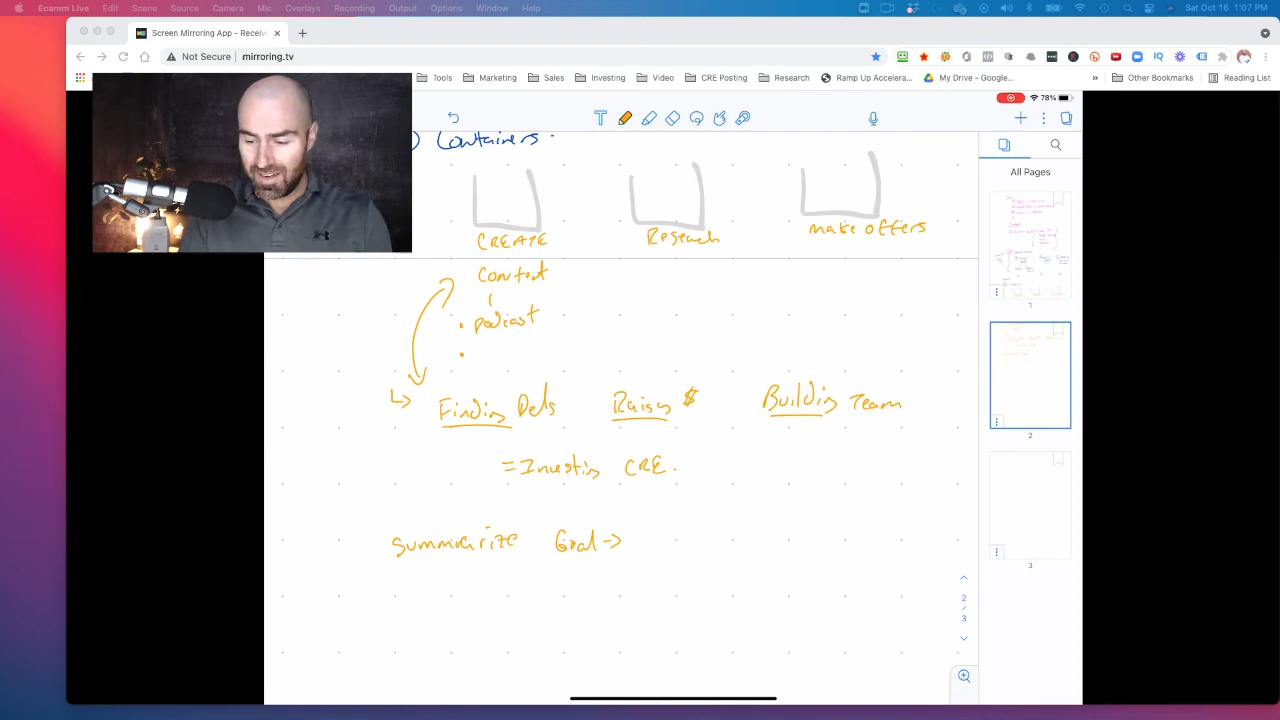 Ecamm Live Edit Scene Source Camera Mic Overlays Recording Output Options Window Help Sat Oct 16 1:07 PM
Screen Mirroring App - Receiv
Not Secure mirroring.tv
Tools Marketing Sales Investing Video CRE Posting Church Ramp Up Accelera... My Drive - Google... » Other Bookmarks Reading List
78%
Containers
All Pages
CREATE Research make offers
Content
podcast
1
Finding Deals Raising $ Building Team
2
= Investing CRE.
summarize Goal →
3
2
/
3